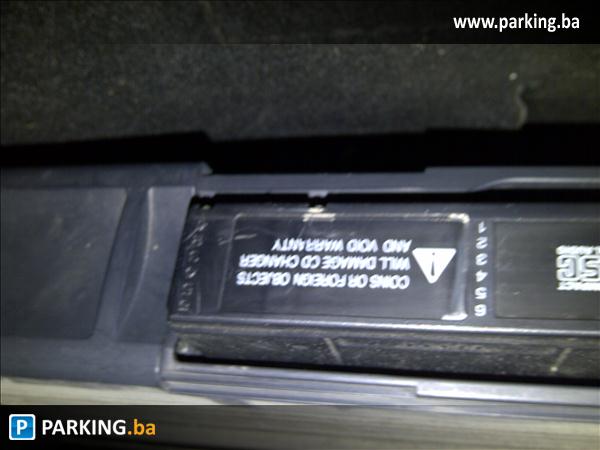 www.parking.ba
COINS OR FOREIGN OBJECTS
WILL DAMAGE CD CHANGER
AND VOID WARRANTY
1
2
3
4
5
6
P PARKING.ba